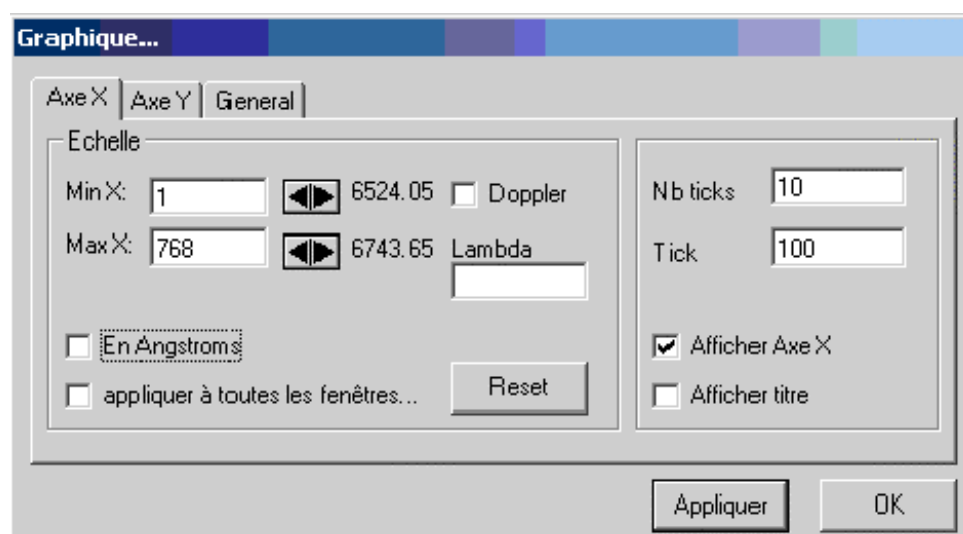 Graphique...
Axe X
Axe Y
General
Echelle
Min X: 1 6524.05 Doppler
Max X: 768 6743.65 Lambda
En Angstroms
appliquer à toutes les fenêtres...
Reset
Nb ticks 10
Tick 100
Afficher Axe X
Afficher titre
Appliquer
OK